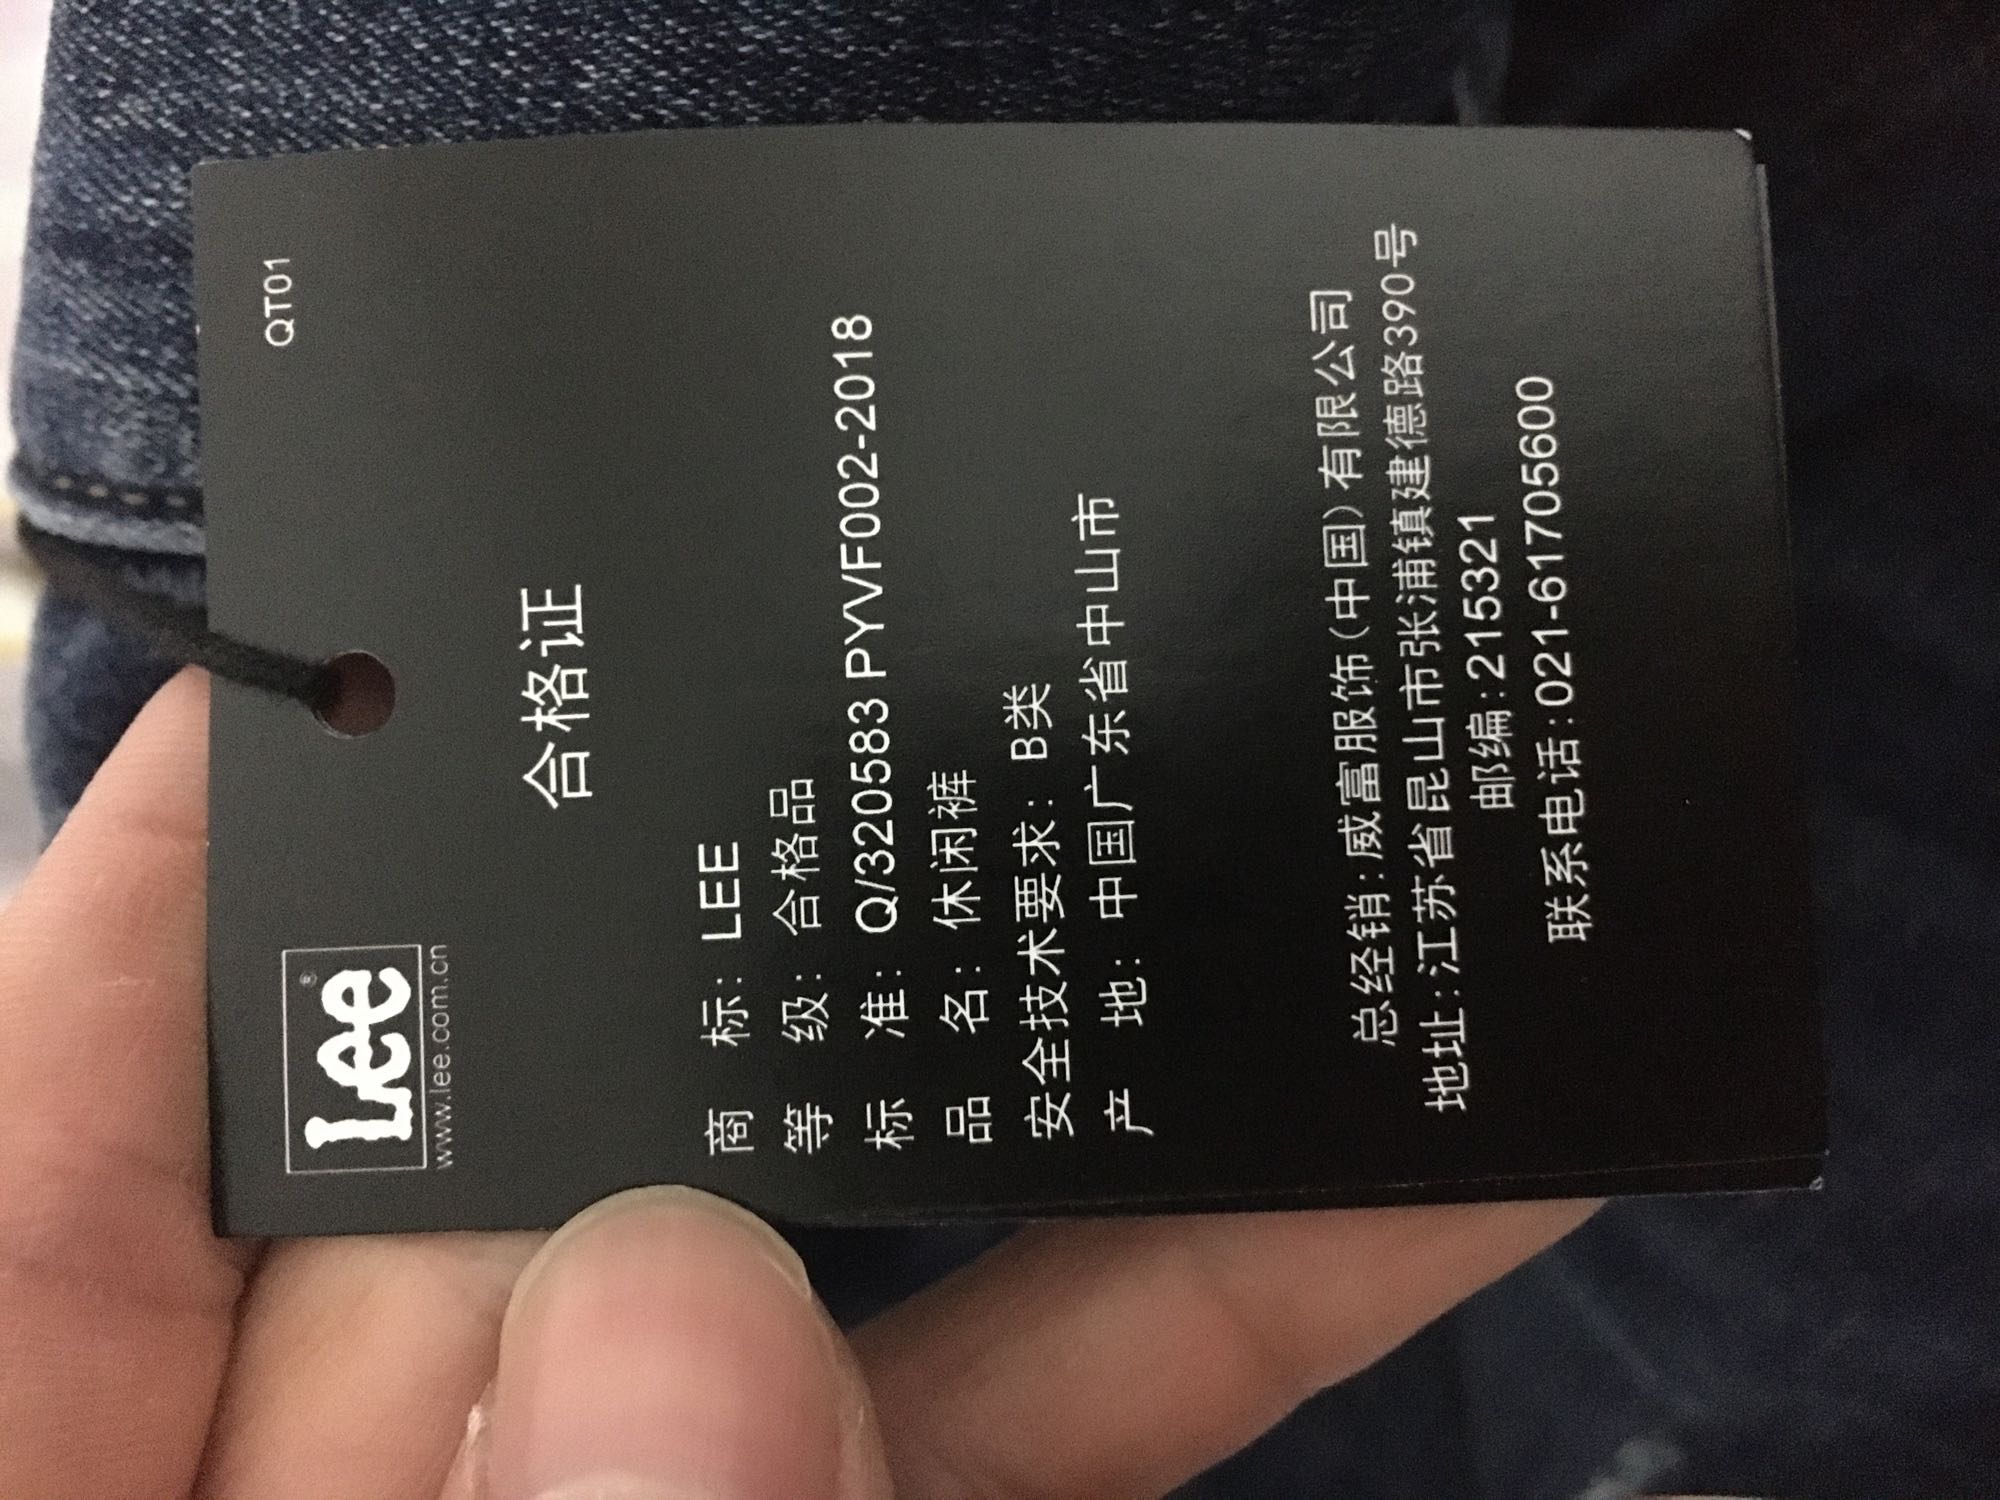 Lee®
www.lee.com.cn
QT01
合格证
商 标: LEE
等 级: 合格品
标 准: Q/320583 PYVF002-2018
品 名: 休闲裤
安全技术要求: B类
产 地: 中国广东省中山市
总经销:威富服饰(中国)有限公司
地址:江苏省昆山市张浦镇建德路390号
邮编:215321
联系电话:021-61705600